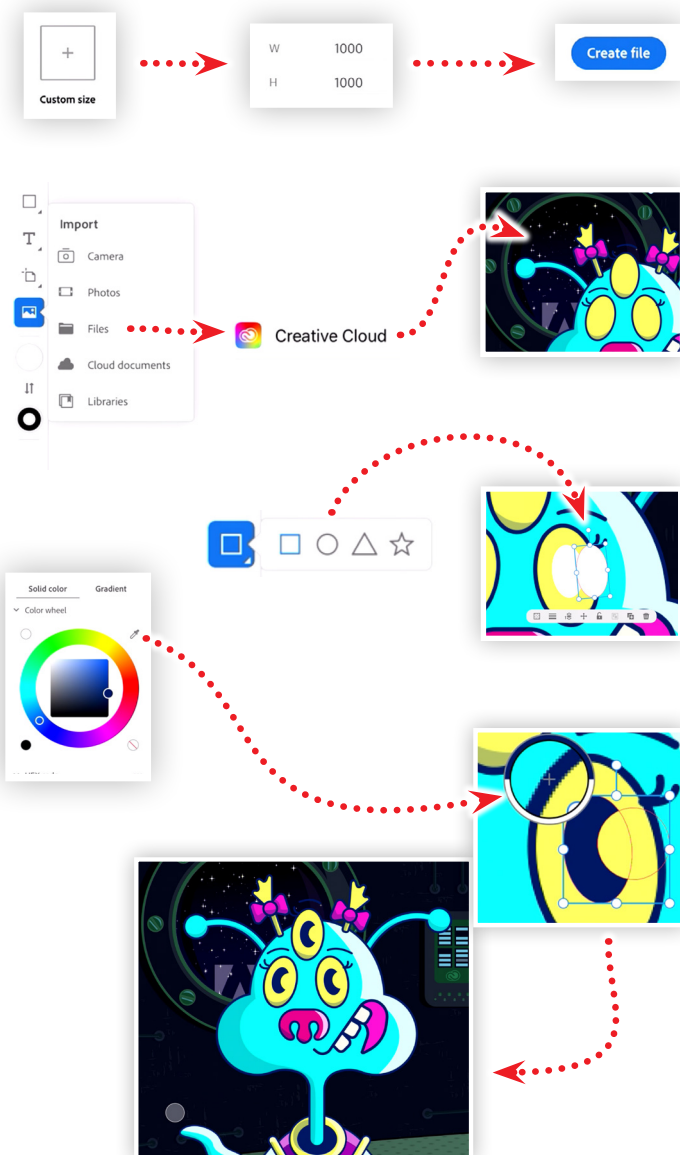 Custom size
W 1000
H 1000
Create file
T
Import
Camera
Photos
Files
Cloud documents
Libraries
Creative Cloud
Solid color Gradient
Color wheel